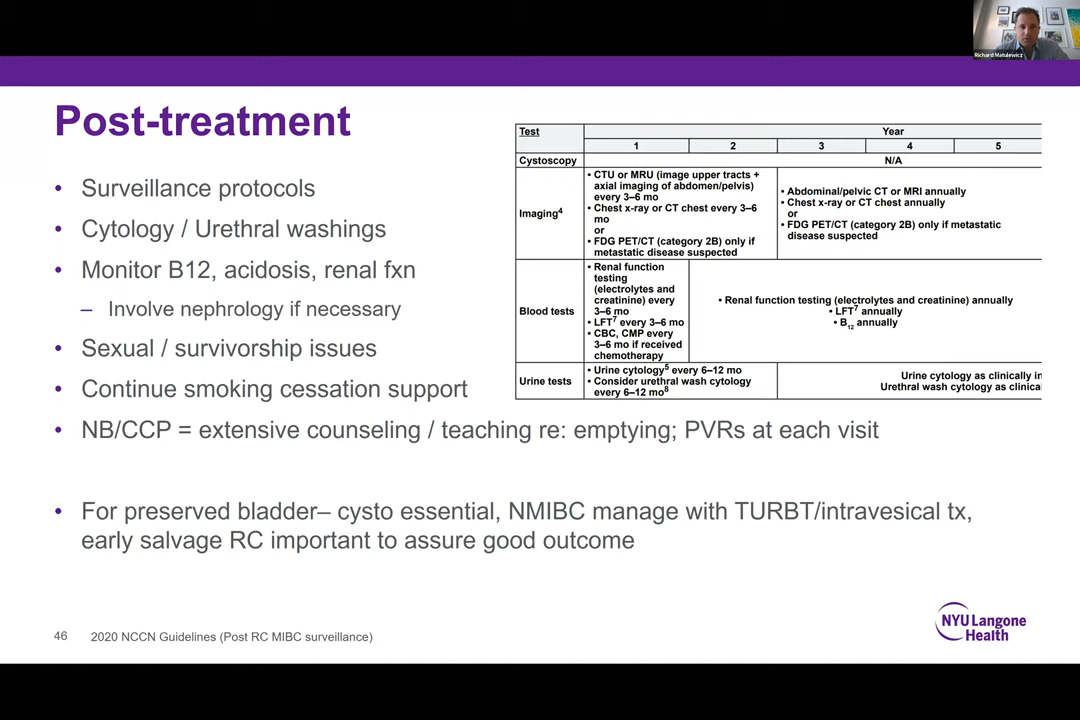 Richard Matulewicz
Post-treatment
• Surveillance protocols
• Cytology / Urethral washings
• Monitor B12, acidosis, renal fxn
– Involve nephrology if necessary
• Sexual / survivorship issues
• Continue smoking cessation support
• NB/CCP = extensive counseling / teaching re: emptying; PVRs at each visit
• For preserved bladder– cysto essential, NMIBC manage with TURBT/intravesical tx,
early salvage RC important to assure good outcome
Test
Year
1 2 3 4 5
Cystoscopy
N/A
Imaging4
• CTU or MRU (image upper tracts +
axial imaging of abdomen/pelvis)
every 3–6 mo
• Chest x-ray or CT chest every 3–6
mo
or
• FDG PET/CT (category 2B) only if
metastatic disease suspected
• Abdominal/pelvic CT or MRI annually
• Chest x-ray or CT chest annually
or
• FDG PET/CT (category 2B) only if metastatic
disease suspected
Blood tests
• Renal function
testing
(electrolytes and
creatinine) every
3–6 mo
• LFT7 every 3–6 mo
• CBC, CMP every
3–6 mo if received
chemotherapy
• Renal function testing (electrolytes and creatinine) annually
• LFT7 annually
• B12 annually
Urine tests
• Urine cytology5 every 6–12 mo
• Consider urethral wash cytology
every 6–12 mo8
Urine cytology as clinically in
Urethral wash cytology as clinical
46
2020 NCCN Guidelines (Post RC MIBC surveillance)
NYU Langone
Health